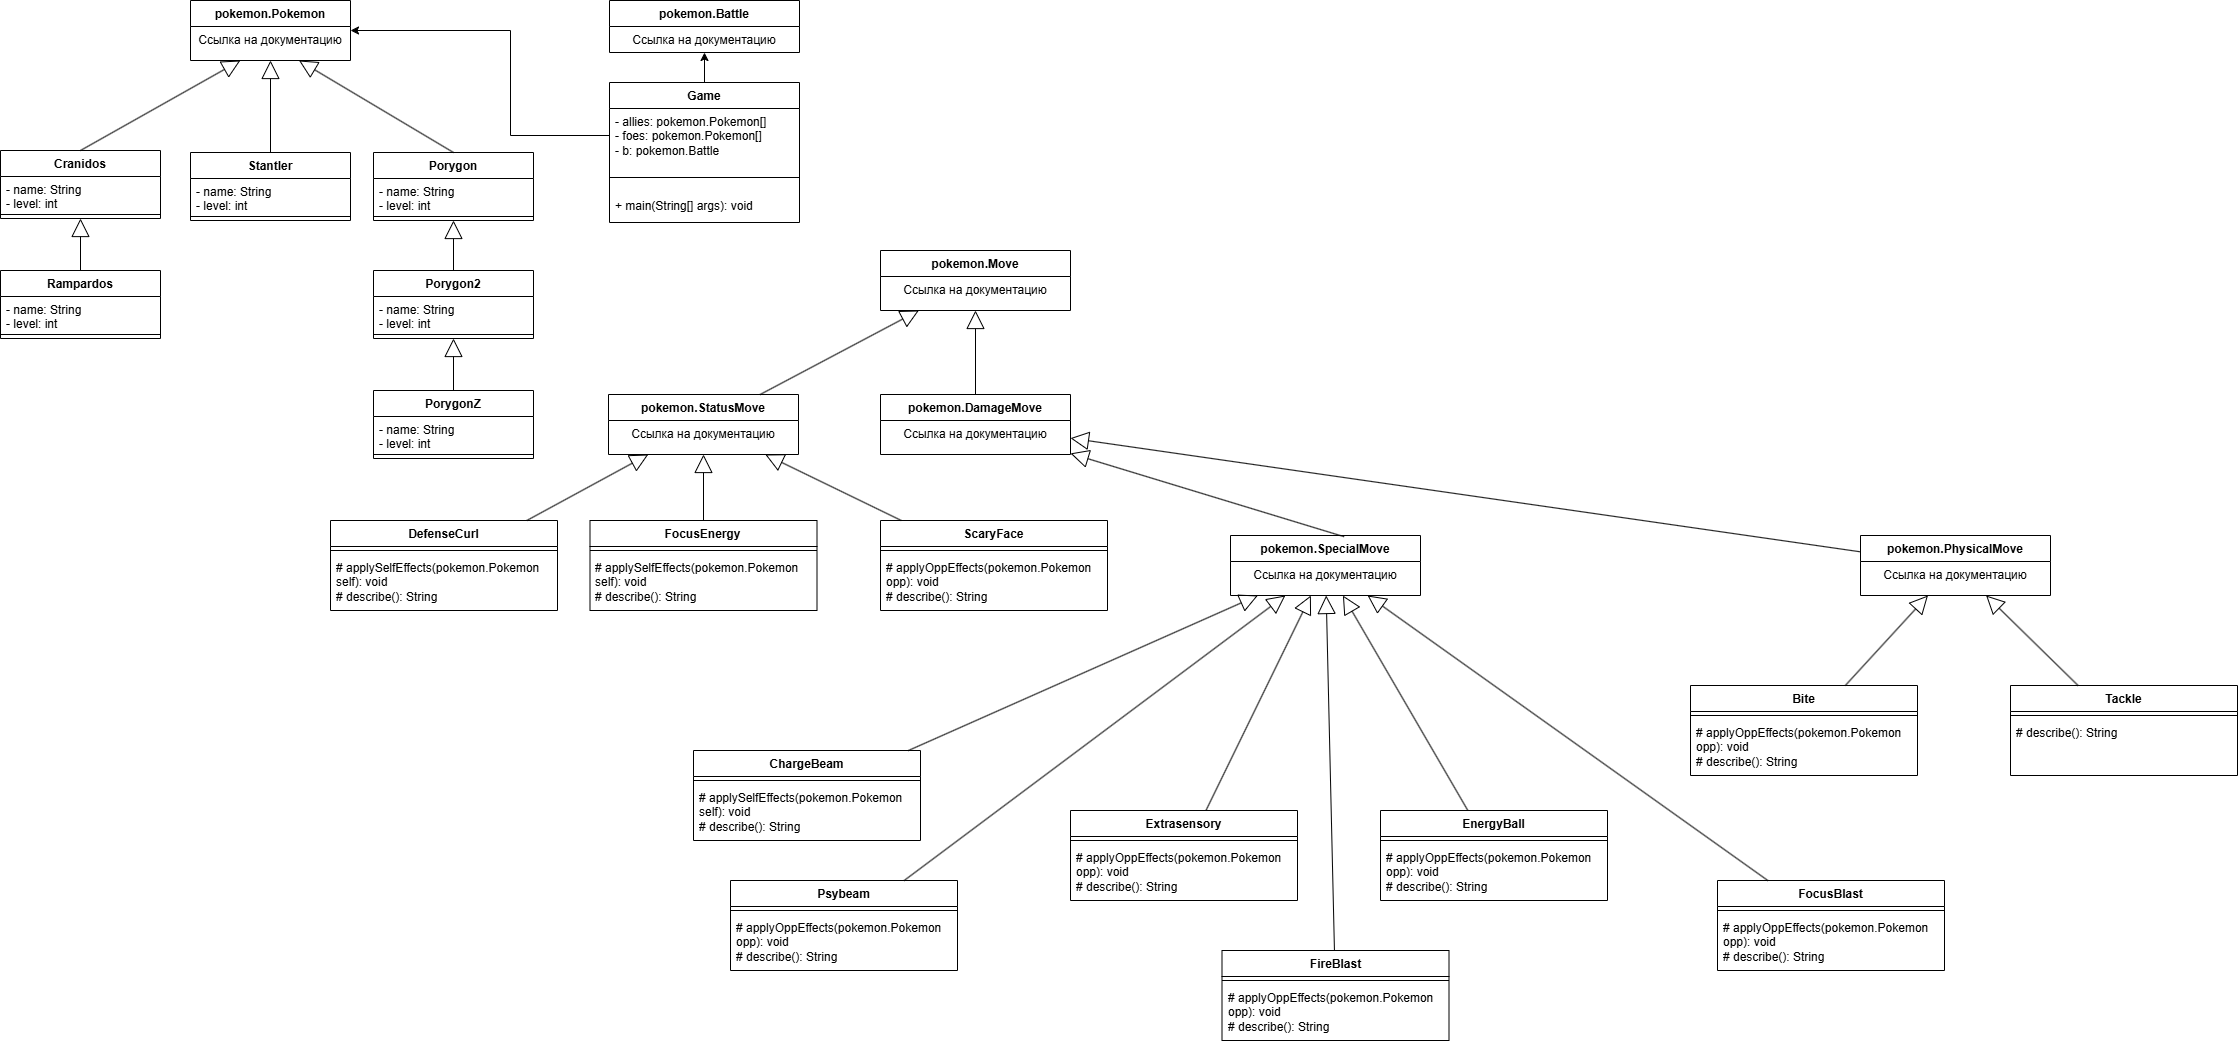 pokemon.Pokemon
Ссылка на документацию
pokemon.Battle
Ссылка на документацию
Game
- allies: pokemon.Pokemon[]
- foes: pokemon.Pokemon[]
- b: pokemon.Battle
+ main(String[] args): void
Cranidos
- name: String
- level: int
Stantler
- name: String
- level: int
Porygon
- name: String
- level: int
Rampardos
- name: String
- level: int
Porygon2
- name: String
- level: int
PorygonZ
- name: String
- level: int
pokemon.Move
Ссылка на документацию
pokemon.StatusMove
Ссылка на документацию
pokemon.DamageMove
Ссылка на документацию
DefenseCurl
# applySelfEffects(pokemon.Pokemon
self): void
# describe(): String
FocusEnergy
# applySelfEffects(pokemon.Pokemon
self): void
# describe(): String
ScaryFace
# applyOppEffects(pokemon.Pokemon
opp): void
# describe(): String
pokemon.SpecialMove
Ссылка на документацию
pokemon.PhysicalMove
Ссылка на документацию
Bite
# applyOppEffects(pokemon.Pokemon
opp): void
# describe(): String
Tackle
# describe(): String
ChargeBeam
# applySelfEffects(pokemon.Pokemon
self): void
# describe(): String
Extrasensory
# applyOppEffects(pokemon.Pokemon
opp): void
# describe(): String
EnergyBall
# applyOppEffects(pokemon.Pokemon
opp): void
# describe(): String
Psybeam
# applyOppEffects(pokemon.Pokemon
opp): void
# describe(): String
FocusBlast
# applyOppEffects(pokemon.Pokemon
opp): void
# describe(): String
FireBlast
# applyOppEffects(pokemon.Pokemon
opp): void
# describe(): String